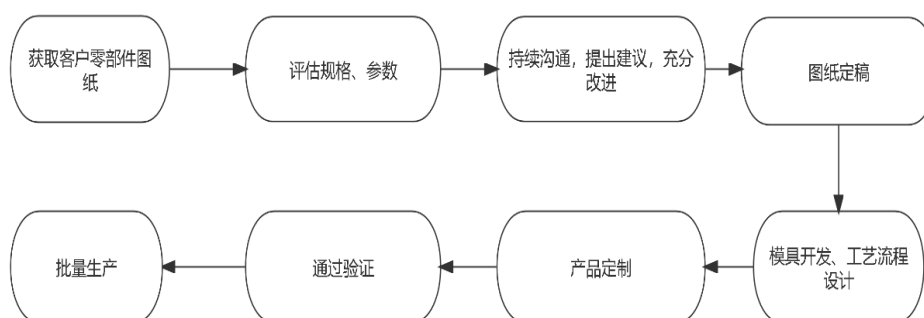 获取客户零部件图
纸
评估规格、参数
持续沟通，提出建议，充分
改进
图纸定稿
模具开发、工艺流程
设计
产品定制
通过验证
批量生产